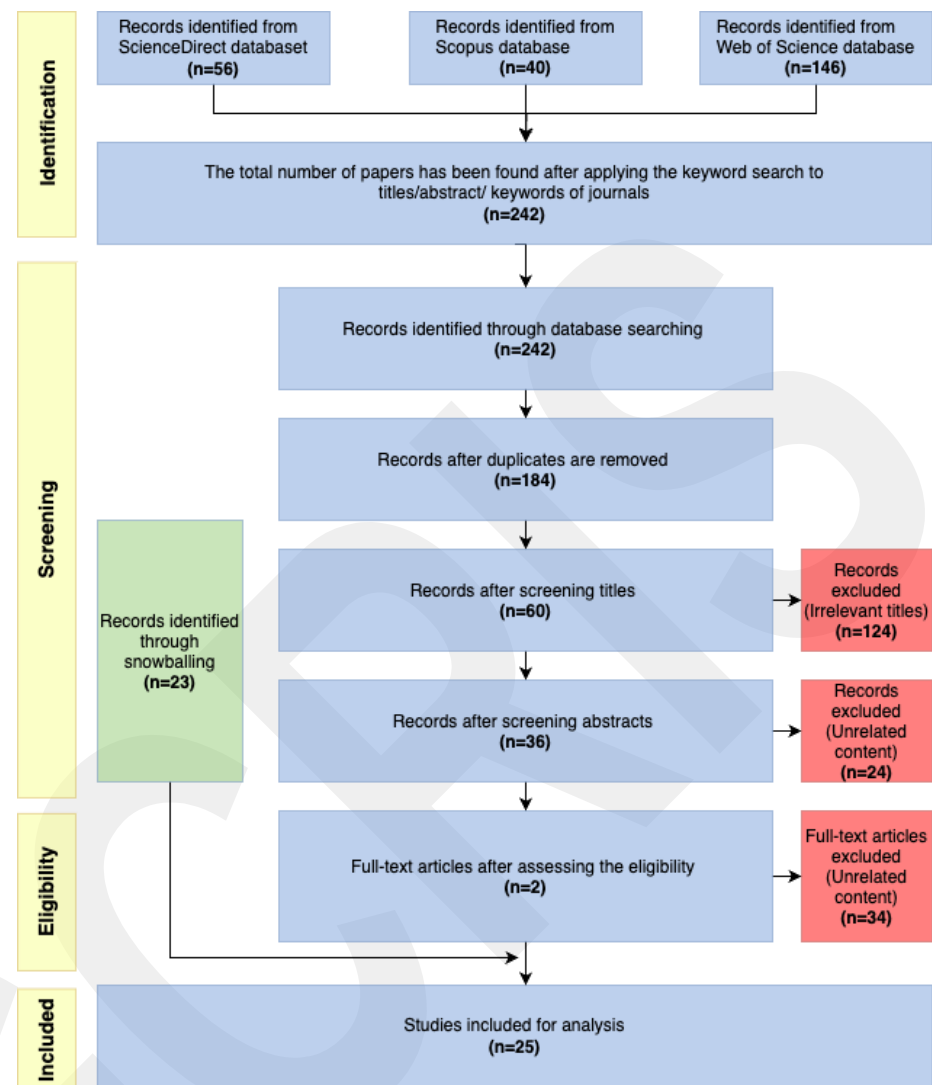 Identification
Records identified from
ScienceDirect databaset
(n=56)
Records identified from
Scopus database
(n=40)
Records identified from
Web of Science database
(n=146)
The total number of papers has been found after applying the keyword search to
titles/abstract/ keywords of journals
(n=242)
Screening
Records identified through database searching
(n=242)
Records after duplicates are removed
(n=184)
Records identified
through
snowballing
(n=23)
Records after screening titles
(n=60)
Records
excluded
(Irrelevant titles)
(n=124)
Records after screening abstracts
(n=36)
Records
excluded
(Unrelated
content)
(n=24)
Eligibility
Full-text articles after assessing the eligibility
(n=2)
Full-text articles
excluded
(Unrelated
content)
(n=34)
Included
Studies included for analysis
(n=25)
CRIS